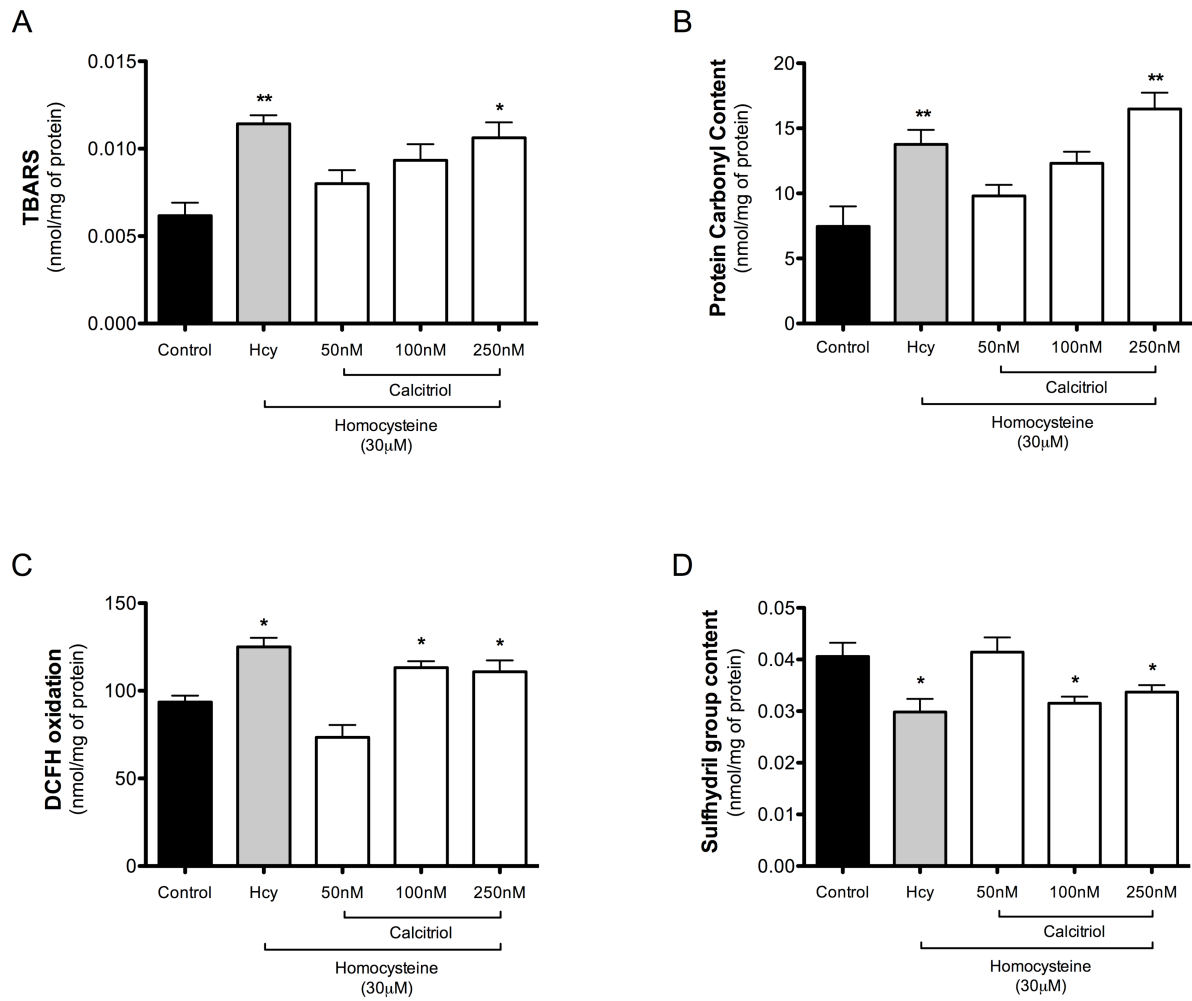 A
TBARS
(nmol/mg of protein)
0.015
0.010
0.005
0.000
**
*
Control
Hcy
50nM
100nM
250nM
Calcitriol
Homocysteine
(30μM)
B
Protein Carbonyl Content
(nmol/mg of protein)
20
15
10
5
0
**
**
Control
Hcy
50nM
100nM
250nM
Calcitriol
Homocysteine
(30μM)
C
DCFH oxidation
(nmol/mg of protein)
150
100
50
0
*
*
*
Control
Hcy
50nM
100nM
250nM
Calcitriol
Homocysteine
(30μM)
D
Sulfhydril group content
(nmol/mg of protein)
0.05
0.04
0.03
0.02
0.01
0.00
*
*
*
Control
Hcy
50nM
100nM
250nM
Calcitriol
Homocysteine
(30μM)